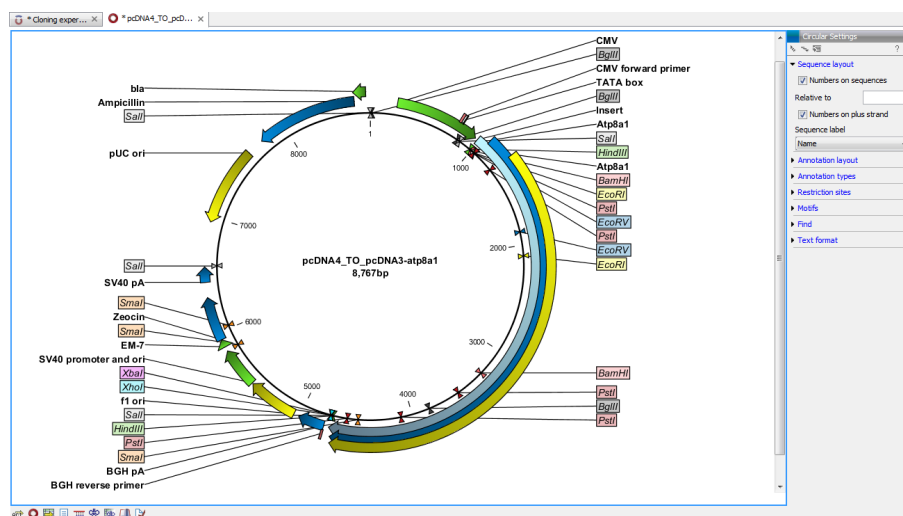 * Cloning exper...
* pcDNA4_TO_pcD...
CMV
BglII
CMV forward primer
TATA box
BglII
Insert
Atp8a1
SalI
HindIII
Atp8a1
BamHI
EcoRI
PstI
EcoRV
PstI
EcoRV
EcoRI
BamHI
PstI
BglII
PstI
bla
Ampicillin
SalI
pUC ori
SalI
SV40 pA
SmaI
Zeocin
SmaI
EM-7
SV40 promoter and ori
XbaI
XhoI
f1 ori
SalI
HindIII
PstI
SmaI
BGH pA
BGH reverse primer
1
1000
2000
3000
4000
5000
6000
7000
8000
pcDNA4_TO_pcDNA3-atp8a1
8,767bp
Circular Settings
?
Sequence layout
Numbers on sequences
Relative to
Numbers on plus strand
Sequence label
Name
Annotation layout
Annotation types
Restriction sites
Motifs
Find
Text format